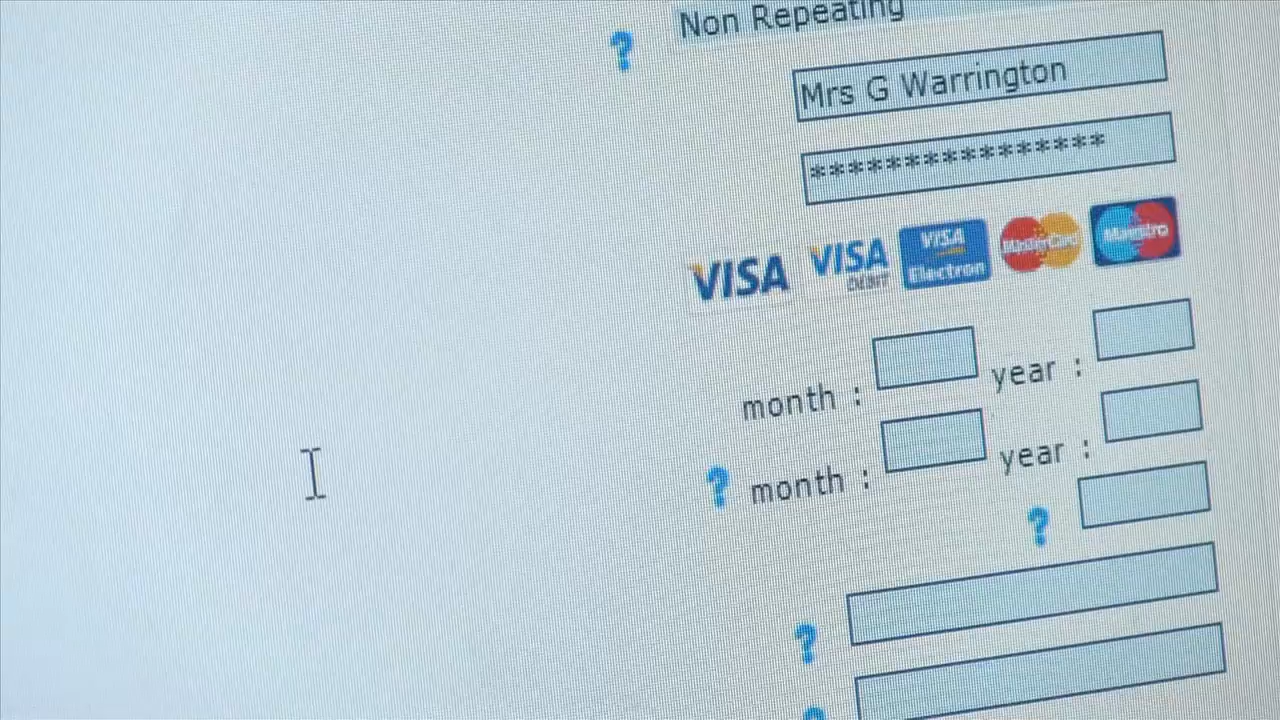 Non Repeating
?
Mrs G Warrington
****************
VISA VISA DEBIT VISA Electron MasterCard Maestro
month : year :
? month : year :
?
?
?